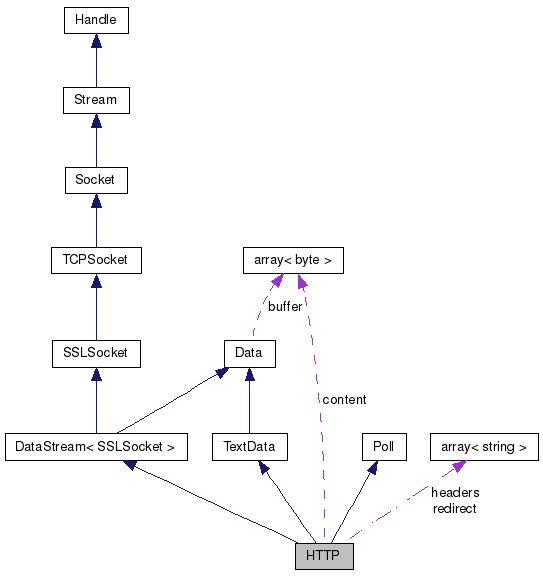 Handle
Stream
Socket
TCPSocket
array< byte >
buffer
SSLSocket
Data
content
DataStream< SSLSocket >
TextData
Poll
array< string >
headers
redirect
HTTP